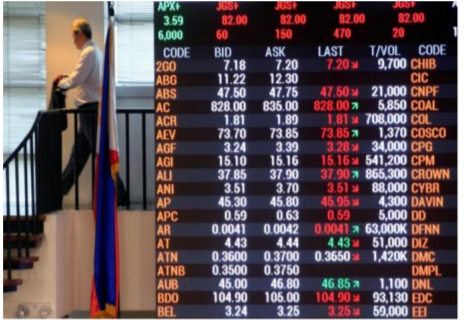 APX+ JGS+ JGS+ JGS+ JGS+
3.59 82.00 82.00 82.00 82.00
6,000 60 150 470 20
CODE BID ASK LAST T/VOL CODE
2GO 7.18 7.20 7.20 9,700 CHIB
ABG 11.22 12.30 CIC
ABS 47.50 47.75 47.50 21,000 CNPF
AC 828.00 835.00 828.00 5,850 COAL
ACR 1.81 1.89 1.81 708,000 COL
AEV 73.70 73.85 73.85 1,370 COSCO
AGF 3.24 3.39 3.28 34,000 CPG
AGI 15.10 15.16 15.16 541,200 CPM
ALI 37.85 37.90 37.90 865,300 CROWN
ANI 3.51 3.70 3.51 88,000 CYBR
AP 45.30 45.80 45.95 4,300 DAVIN
APC 0.59 0.63 0.59 5,000 DD
AR 0.0041 0.0042 0.0041 63,000K DFNN
AT 4.43 4.44 4.43 51,000 DIZ
ATN 0.3600 0.3700 0.3650 1,420K DMC
ATNB 0.3500 0.3750 DMPL
AUB 45.00 46.80 46.85 1,100 DNL
BDO 104.90 105.00 104.90 93,130 EDC
BEL 3.24 3.25 3.25 59,000 EEI